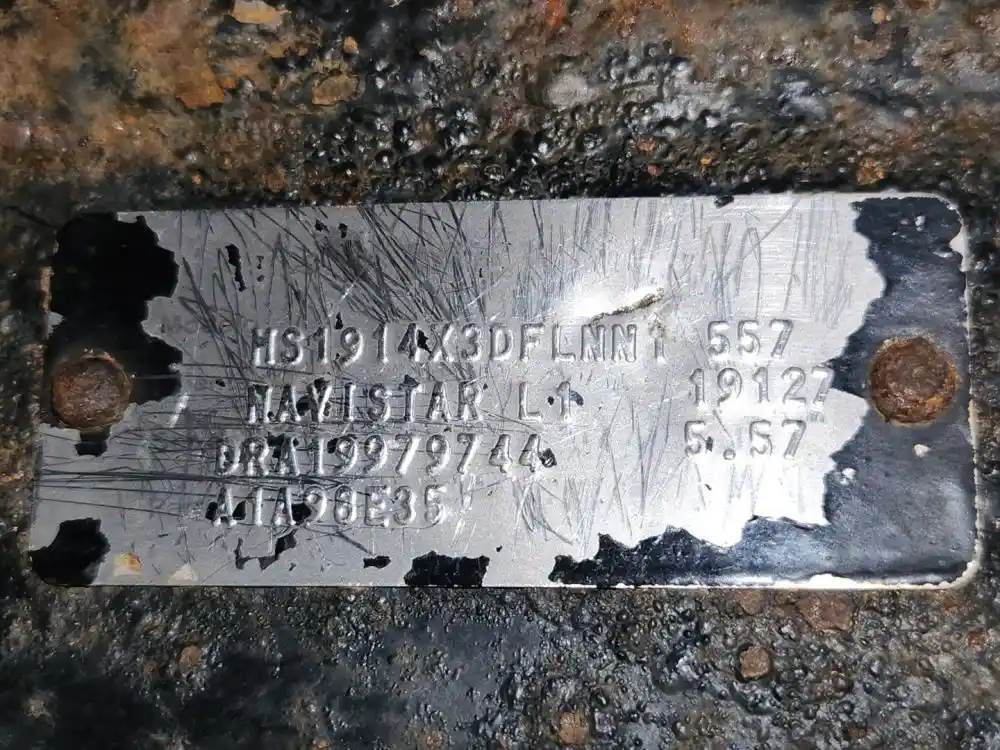 HS1914X3DFLNN1 557
NAVISTAR L1 19127
DRA19979744 5.57
A1A98E35